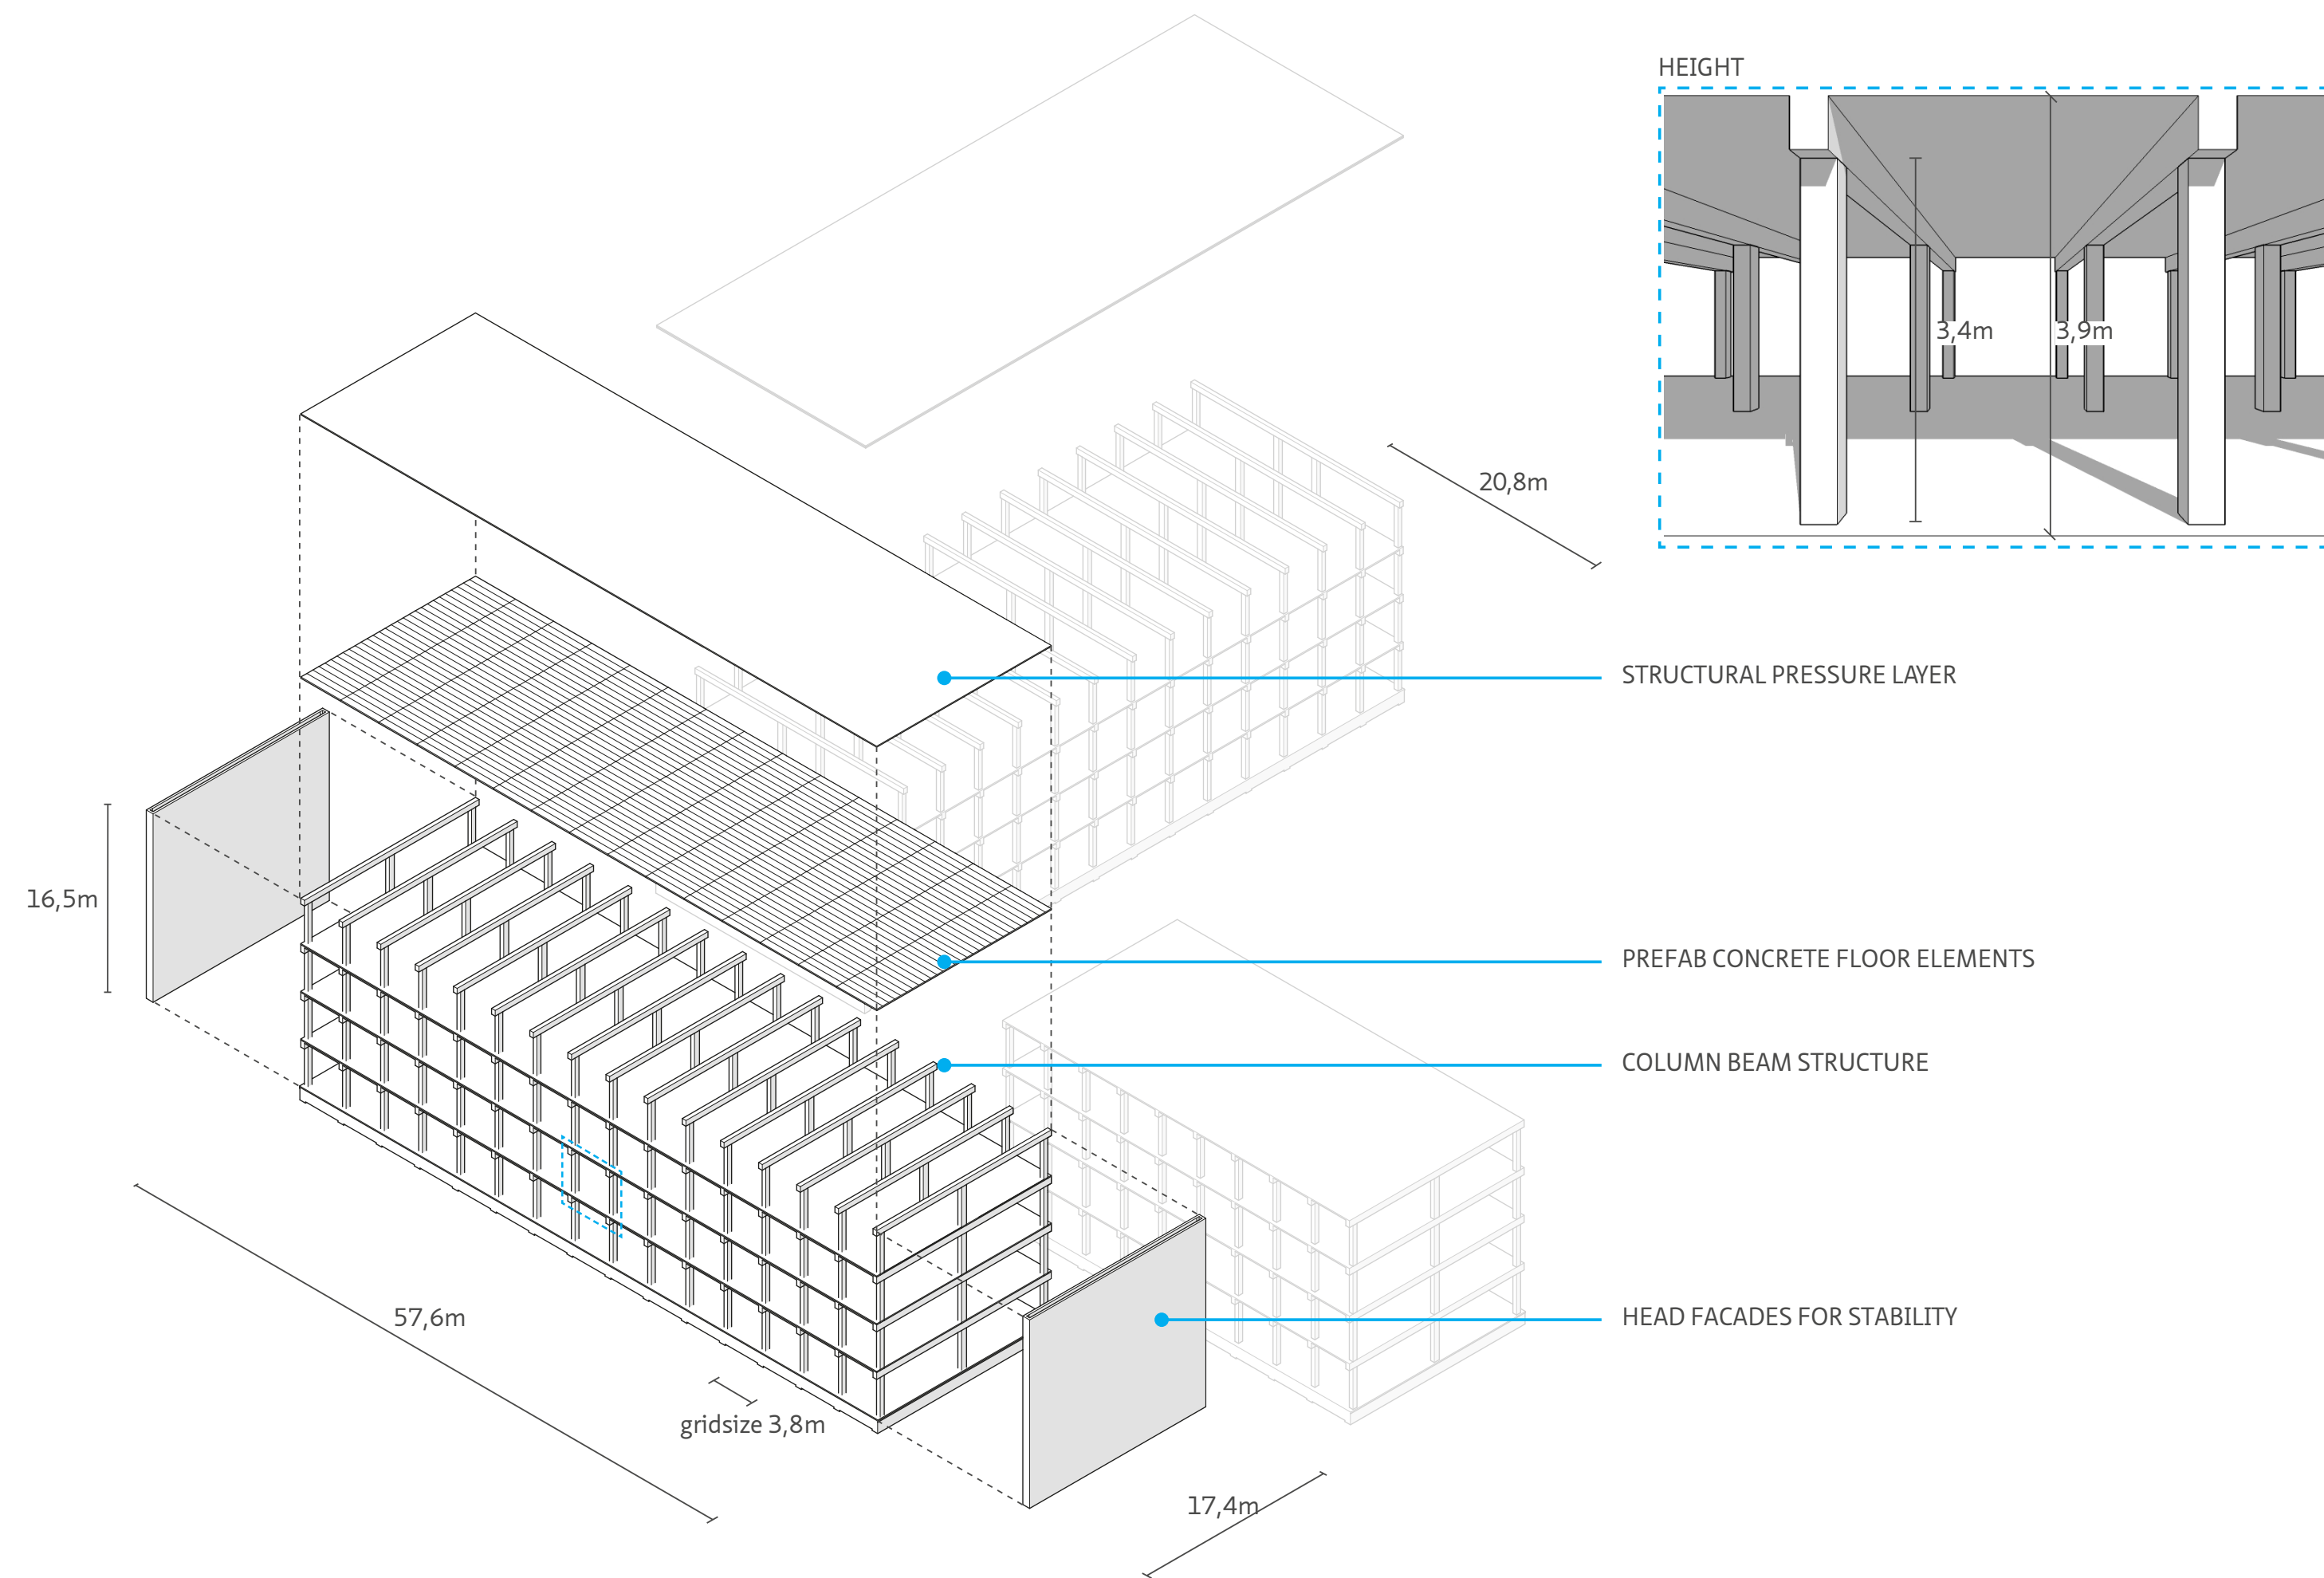 HEIGHT
3,4m
3,9m
20,8m
STRUCTURAL PRESSURE LAYER
16,5m
PREFAB CONCRETE FLOOR ELEMENTS
COLUMN BEAM STRUCTURE
57,6m
HEAD FACADES FOR STABILITY
gridsize 3,8m
17,4m